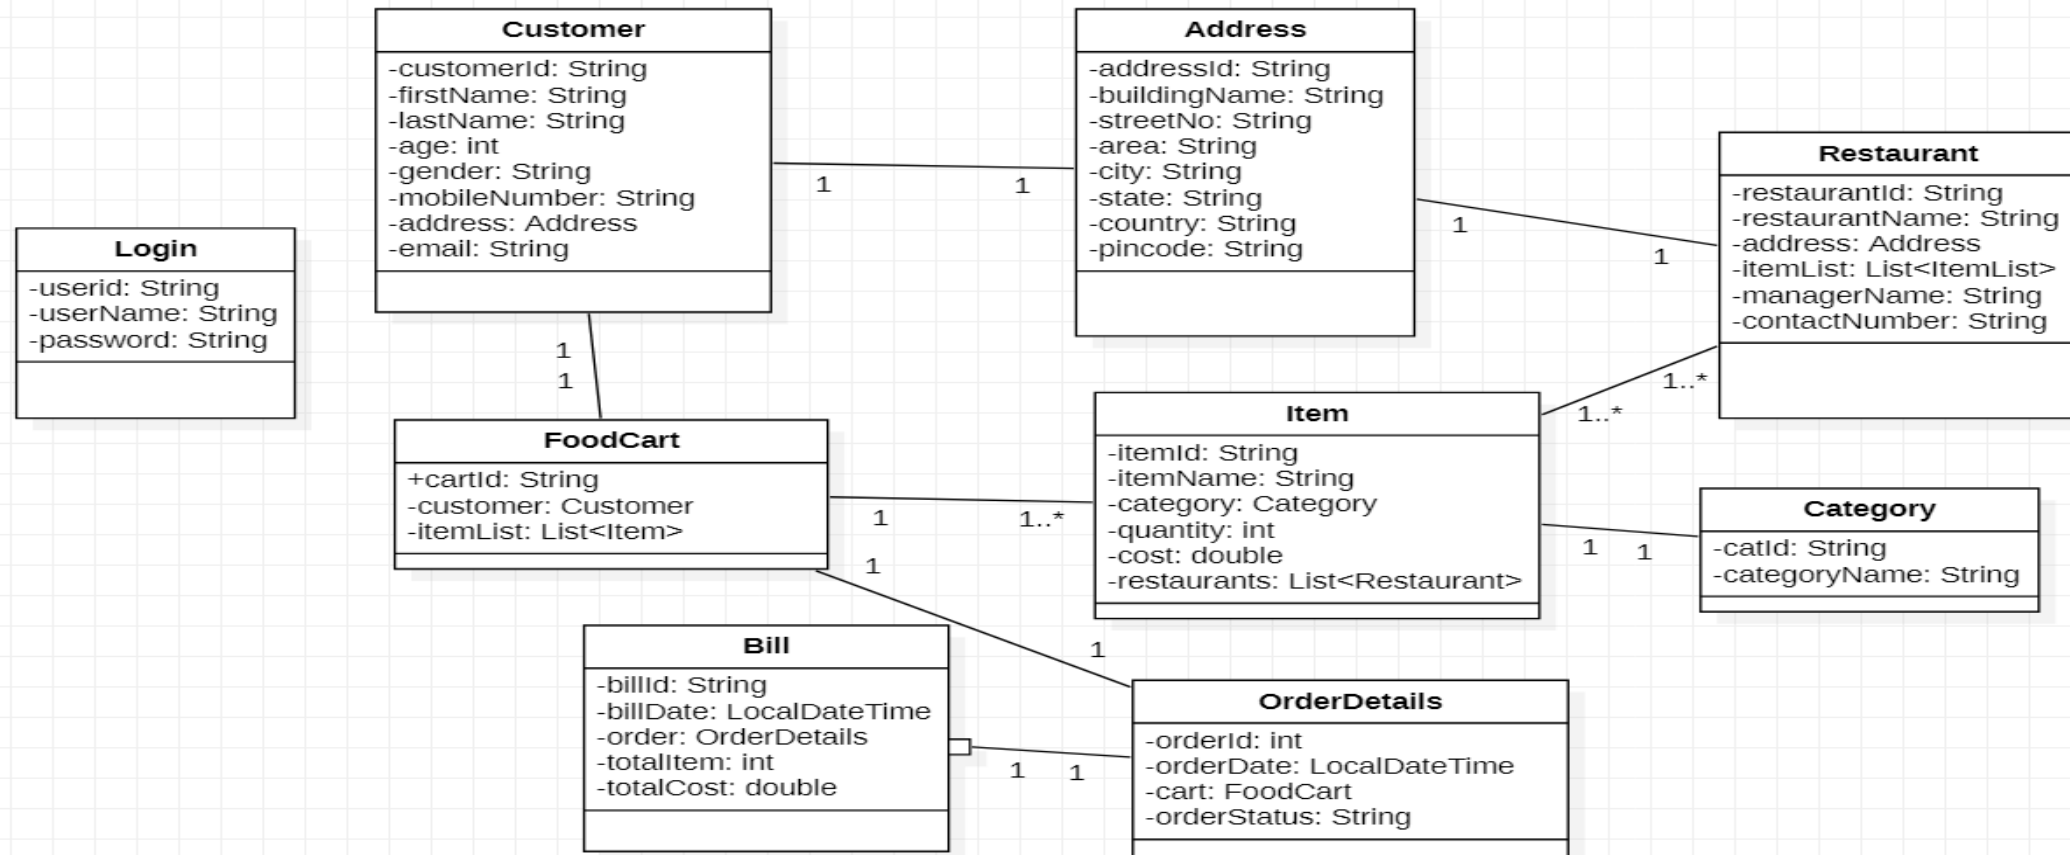 Customer
-customerId: String
-firstName: String
-lastName: String
-age: int
-gender: String
-mobileNumber: String
-address: Address
-email: String
1
1
Address
-addressId: String
-buildingName: String
-streetNo: String
-area: String
-city: String
-state: String
-country: String
-pincode: String
1
1
Restaurant
-restaurantId: String
-restaurantName: String
-address: Address
-itemList: List<ItemList>
-managerName: String
-contactNumber: String
Login
-userid: String
-userName: String
-password: String
1
1
1..*
1..*
FoodCart
+cartId: String
-customer: Customer
-itemList: List<Item>
1
1..*
1
1
Item
-itemId: String
-itemName: String
-category: Category
-quantity: int
-cost: double
-restaurants: List<Restaurant>
1
1
Category
-catId: String
-categoryName: String
Bill
-billId: String
-billDate: LocalDateTime
-order: OrderDetails
-totalItem: int
-totalCost: double
1
1
OrderDetails
-orderId: int
-orderDate: LocalDateTime
-cart: FoodCart
-orderStatus: String